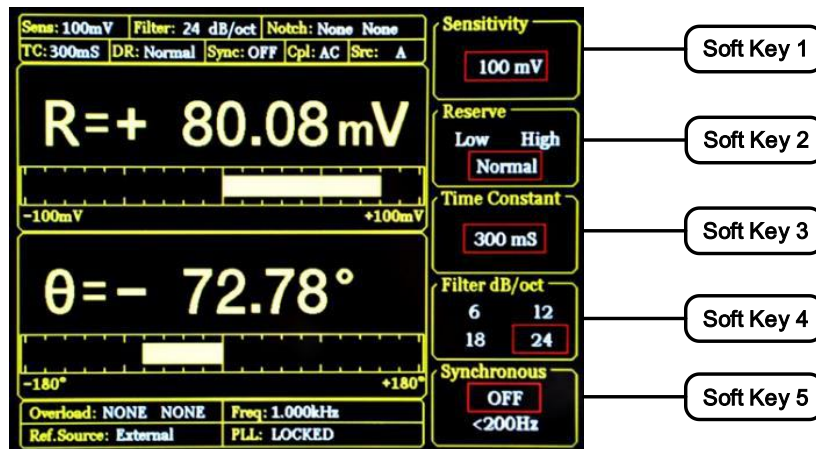 Sens: 100mV Filter: 24 dB/oct Notch: None None
TC: 300mS DR: Normal Sync: OFF Cpl: AC Src: A
R=+ 80.08 mV
-100mV +100mV
θ=- 72.78°
-180° +180°
Overload: NONE NONE Freq: 1.000kHz
Ref.Source: External PLL: LOCKED
Sensitivity
100 mV
Soft Key 1
Reserve
Low High
Normal
Soft Key 2
Time Constant
300 mS
Soft Key 3
Filter dB/oct
6 12
18 24
Soft Key 4
Synchronous
OFF
<200Hz
Soft Key 5